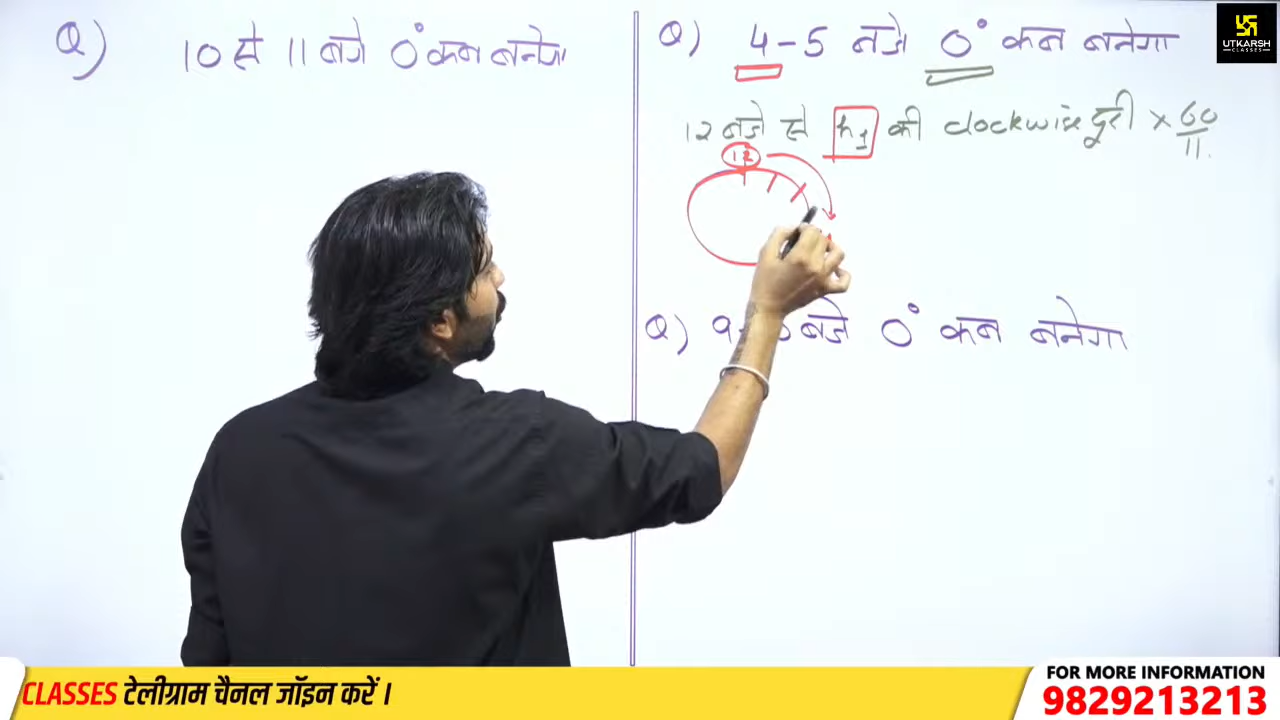 Q) 10 से 11 बजे 0° कब बनेगा
Q) 4-5 बजे 0° कब बनेगा
12 बजे से h1 की clockwise दूरी × 60/11
12
Q) 9- बजे 0° कब बनेगा
UTKARSH
CLASSES
CLASSES टेलीग्राम चैनल जॉइन करें ।
FOR MORE INFORMATION
9829213213